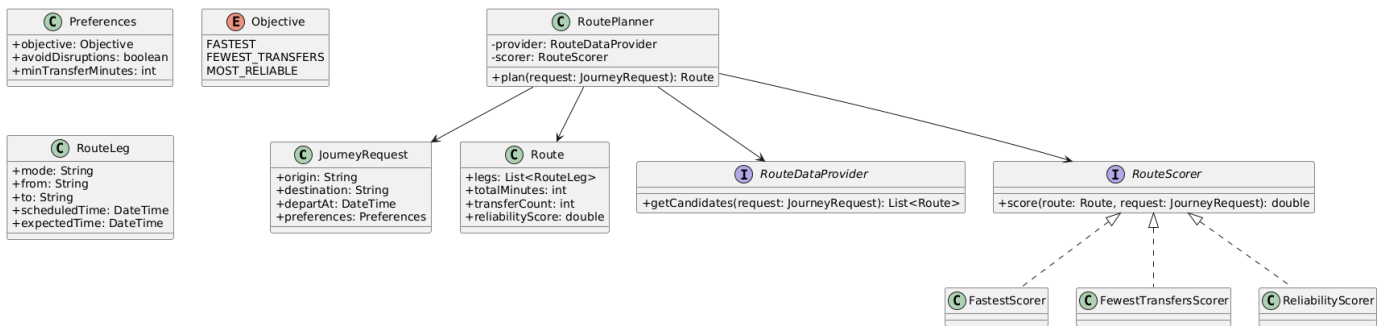 C Preferences
+objective: Objective
+avoidDisruptions: boolean
+minTransferMinutes: int
E Objective
FASTEST
FEWEST_TRANSFERS
MOST_RELIABLE
C RoutePlanner
-provider: RouteDataProvider
-scorer: RouteScorer
+plan(request: JourneyRequest): Route
C RouteLeg
+mode: String
+from: String
+to: String
+scheduledTime: DateTime
+expectedTime: DateTime
C JourneyRequest
+origin: String
+destination: String
+departAt: DateTime
+preferences: Preferences
C Route
+legs: List<RouteLeg>
+totalMinutes: int
+transferCount: int
+reliabilityScore: double
I RouteDataProvider
+getCandidates(request: JourneyRequest): List<Route>
I RouteScorer
+score(route: Route, request: JourneyRequest): double
C FastestScorer
C FewestTransfersScorer
C ReliabilityScorer